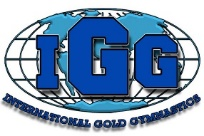 IGG
INTERNATIONAL GOLD GYMNASTICS